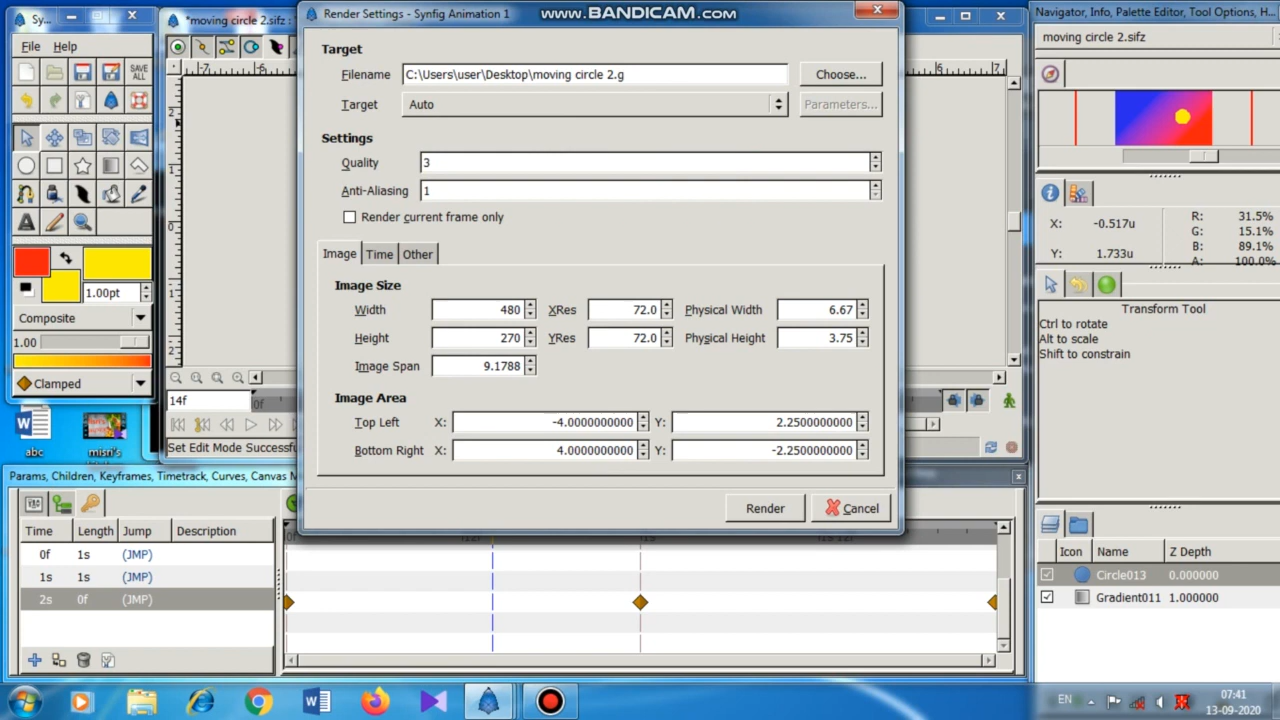 Sy...
*moving circle 2.sifz :
Render Settings - Synfig Animation 1
www.BANDICAM.com
Navigator, Info, Palette Editor, Tool Options, H...
File Help
SAVE ALL
moving circle 2.sifz
Target
Filename C:\Users\user\Desktop\moving circle 2.g Choose...
Target Auto Parameters...
Settings
Quality 3
Anti-Aliasing 1
Render current frame only
Image Time Other
Image Size
Width 480 XRes 72.0 Physical Width 6.67
Height 270 YRes 72.0 Physical Height 3.75
Image Span 9.1788
Image Area
Top Left X: -4.0000000000 Y: 2.2500000000
Bottom Right X: 4.0000000000 Y: -2.2500000000
Render Cancel
1.00pt
Composite
1.00
Clamped
abc
misri's
14f
0f
Set Edit Mode Successfu
X: -0.517u
Y: 1.733u
R: 31.5%
G: 15.1%
B: 89.1%
A: 100.0%
Transform Tool
Ctrl to rotate
Alt to scale
Shift to constrain
Icon Name Z Depth
Circle013 0.000000
Gradient011 1.000000
Params, Children, Keyframes, Timetrack, Curves, Canvas M
Time Length Jump Description
0f 1s (JMP)
1s 1s (JMP)
2s 0f (JMP)
EN
07:41
13-09-2020